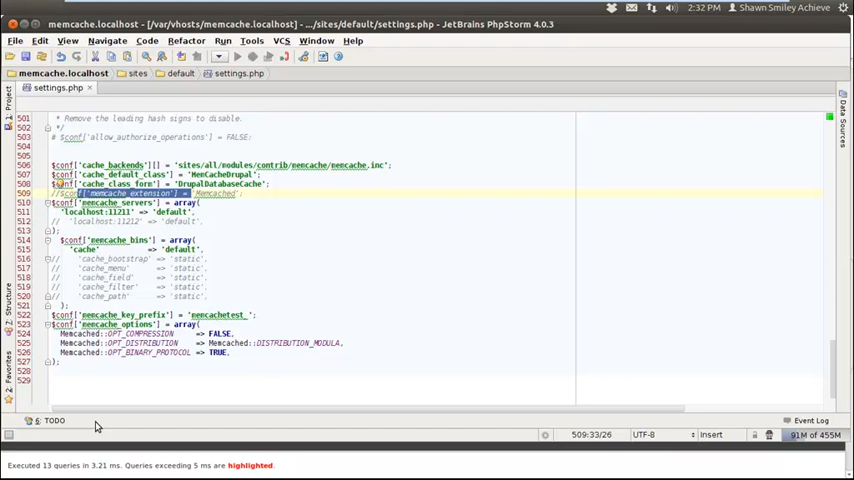 2:32 PM Shawn Smiley Achieve
memcache.localhost - [/var/vhosts/memcache.localhost] - .../sites/default/settings.php - JetBrains PhpStorm 4.0.3
File Edit View Navigate Code Refactor Run Tools VCS Window Help
memcache.localhost sites default settings.php
settings.php
1: Project
Data Sources
501 * Remove the leading hash signs to disable.
502 */
503 # $conf['allow_authorize_operations'] = FALSE;
505
506 $conf['cache_backends'][] = 'sites/all/modules/contrib/memcache/memcache.inc';
507 $conf['cache_default_class'] = 'MemCacheDrupal';
508 $conf['cache_class_form'] = 'DrupalDatabaseCache';
509 //$conf['memcache_extension'] = 'Memcached';
510 $conf['memcache_servers'] = array(
511 'localhost:11211' => 'default',
512 // 'localhost:11212' => 'default',
513 );
514 $conf['memcache_bins'] = array(
515 'cache' => 'default',
516 // 'cache_bootstrap' => 'static',
517 // 'cache_menu' => 'static',
518 // 'cache_field' => 'static',
519 // 'cache_filter' => 'static',
520 // 'cache_path' => 'static',
521 );
522 $conf['memcache_key_prefix'] = 'memcachetest_';
523 $conf['memcache_options'] = array(
524 Memcached::OPT_COMPRESSION => FALSE,
525 Memcached::OPT_DISTRIBUTION => Memcached::DISTRIBUTION_MODULA,
526 Memcached::OPT_BINARY_PROTOCOL => TRUE,
527 );
528
529
7: Structure
2: Favorites
6: TODO Event Log
509:33/26 UTF-8 Insert 91M of 455M
Executed 13 queries in 3.21 ms. Queries exceeding 5 ms are highlighted.